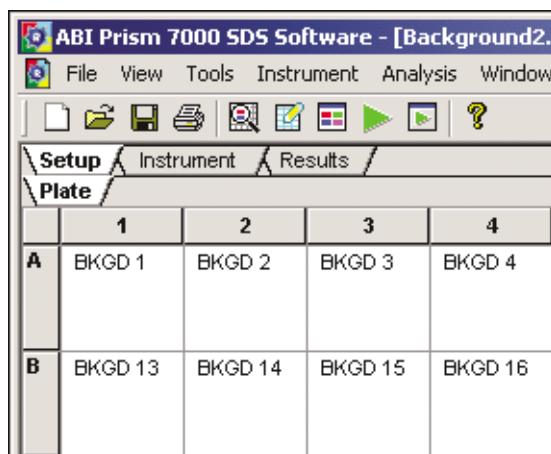 ABI Prism 7000 SDS Software - [Background2.
File View Tools Instrument Analysis Window
Setup Instrument Results
Plate
1 2 3 4
A BKGD 1 BKGD 2 BKGD 3 BKGD 4
B BKGD 13 BKGD 14 BKGD 15 BKGD 16